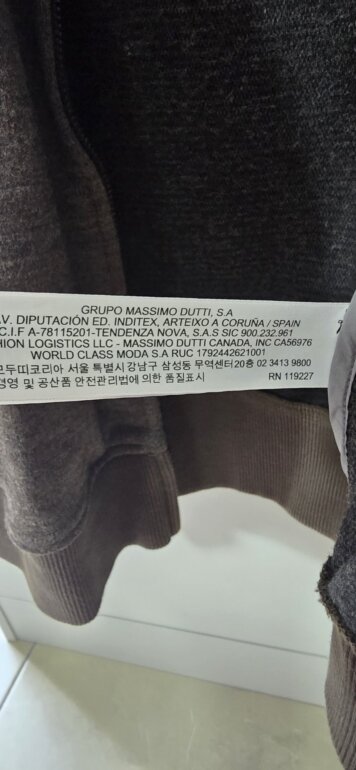 GRUPO MASSIMO DUTTI, S.A
V. DIPUTACIÓN ED. INDITEX, ARTEIXO A CORUÑA / SPAIN
C.I.F A-78115201-TENDENZA NOVA, S.A.S SIC 900.232.961
HION LOGISTICS LLC - MASSIMO DUTTI CANADA, INC CA56976
WORLD CLASS MODA S.A RUC 1792442621001
모두띠코리아 서울 특별시강남구 삼성동 무역센터20층 02 3413 9800
경영 및 공산품 안전관리법에 의한 품질표시 RN 119227